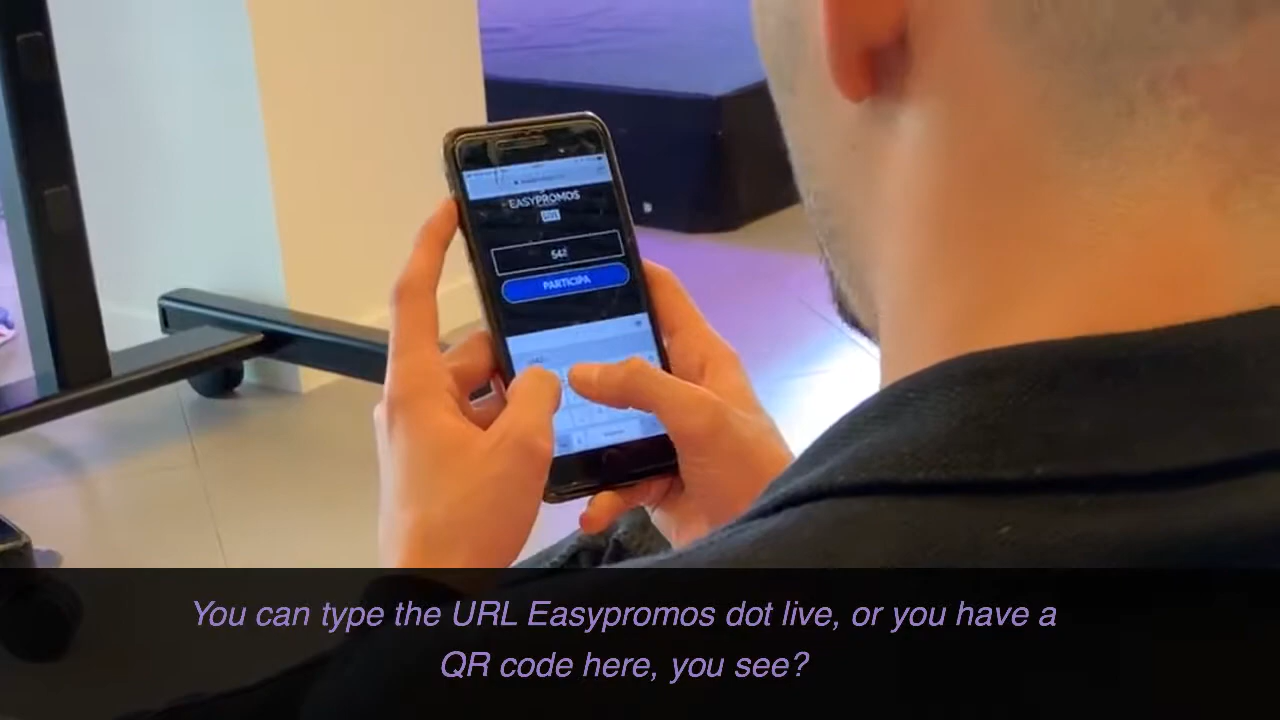 EASYPROMOS
LIVE
542
PARTICIPA
You can type the URL Easypromos dot live, or you have a
QR code here, you see?